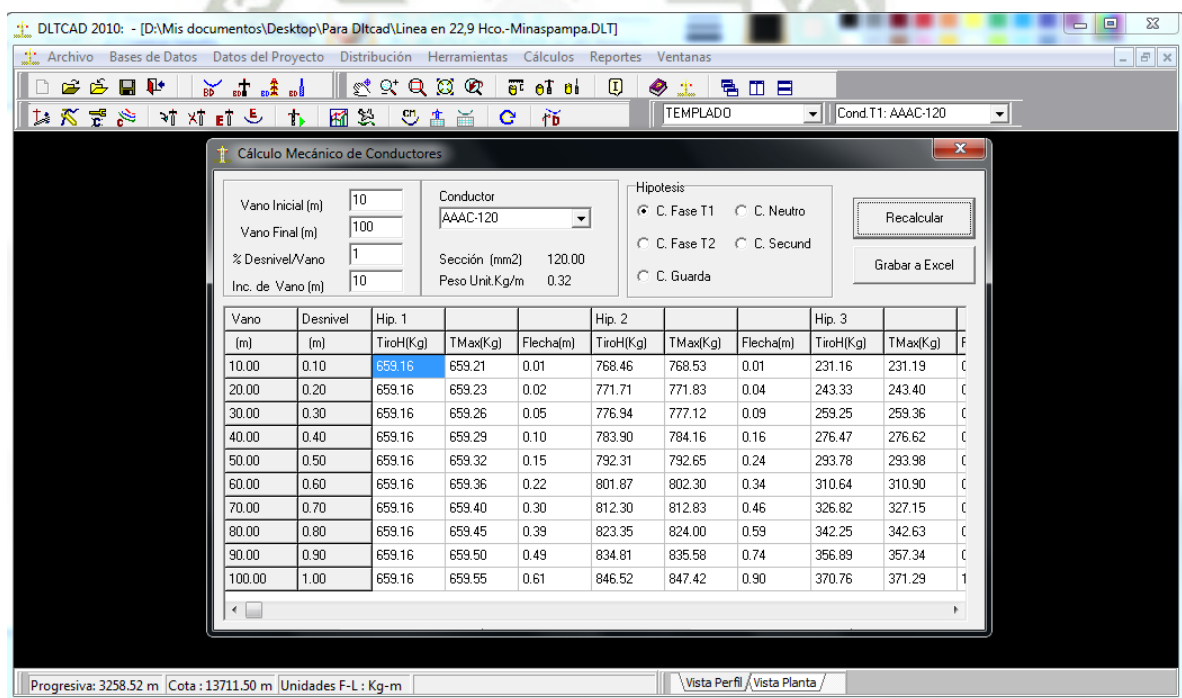 DLTCAD 2010: - [D:\Mis documentos\Desktop\Para Dltcad\Linea en 22,9 Hco.-Minaspampa.DLT]
Archivo Bases de Datos Datos del Proyecto Distribución Herramientas Cálculos Reportes Ventanas
TEMPLADO Cond.T1: AAAC-120
Cálculo Mecánico de Conductores
Vano Inicial (m) 10
Vano Final (m) 100
% Desnivel/Vano 1
Inc. de Vano (m) 10
Conductor
AAAC-120
Sección (mm2) 120.00
Peso Unit.Kg/m 0.32
Hipotesis
C. Fase T1 C. Neutro
C. Fase T2 C. Secund
C. Guarda
Recalcular
Grabar a Excel
Vano Desnivel Hip. 1 Hip. 2 Hip. 3
(m) (m) TiroH(Kg) TMax(Kg) Flecha(m) TiroH(Kg) TMax(Kg) Flecha(m) TiroH(Kg) TMax(Kg)
10.00 0.10 659.16 659.21 0.01 768.46 768.53 0.01 231.16 231.19
20.00 0.20 659.16 659.23 0.02 771.71 771.83 0.04 243.33 243.40
30.00 0.30 659.16 659.26 0.05 776.94 777.12 0.09 259.25 259.36
40.00 0.40 659.16 659.29 0.10 783.90 784.16 0.16 276.47 276.62
50.00 0.50 659.16 659.32 0.15 792.31 792.65 0.24 293.78 293.98
60.00 0.60 659.16 659.36 0.22 801.87 802.30 0.34 310.64 310.90
70.00 0.70 659.16 659.40 0.30 812.30 812.83 0.46 326.82 327.15
80.00 0.80 659.16 659.45 0.39 823.35 824.00 0.59 342.25 342.63
90.00 0.90 659.16 659.50 0.49 834.81 835.58 0.74 356.89 357.34
100.00 1.00 659.16 659.55 0.61 846.52 847.42 0.90 370.76 371.29
Progresiva: 3258.52 m Cota : 13711.50 m Unidades F-L : Kg-m Vista Perfil Vista Planta